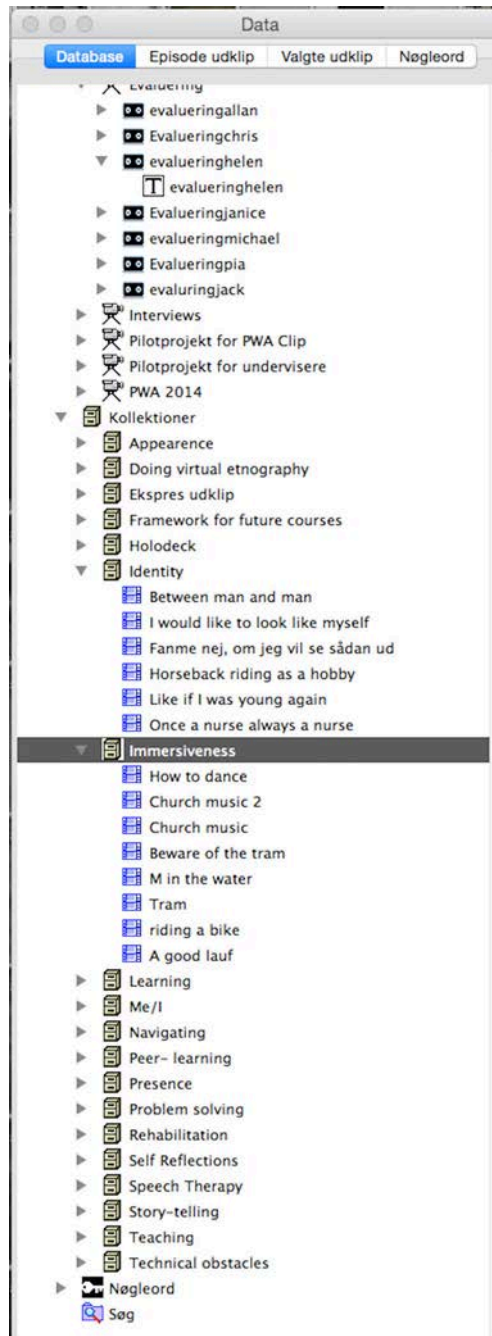 Data
Database Episode udklip Valgte udklip Nøgleord
Evaluering
evalueringallan
Evalueringchris
evalueringhelen
T evalueringhelen
Evalueringjanice
evalueringmichael
Evalueringpia
evaluringjack
Interviews
Pilotprojekt for PWA Clip
Pilotprojekt for undervisere
PWA 2014
Kollektioner
Appearence
Doing virtual etnography
Ekspres udklip
Framework for future courses
Holodeck
Identity
Between man and man
I would like to look like myself
Fanme nej, om jeg vil se sådan ud
Horseback riding as a hobby
Like if I was young again
Once a nurse always a nurse
Immersiveness
How to dance
Church music 2
Church music
Beware of the tram
M in the water
Tram
riding a bike
A good lauf
Learning
Me/I
Navigating
Peer- learning
Presence
Problem solving
Rehabilitation
Self Reflections
Speech Therapy
Story-telling
Teaching
Technical obstacles
Nøgleord
Søg